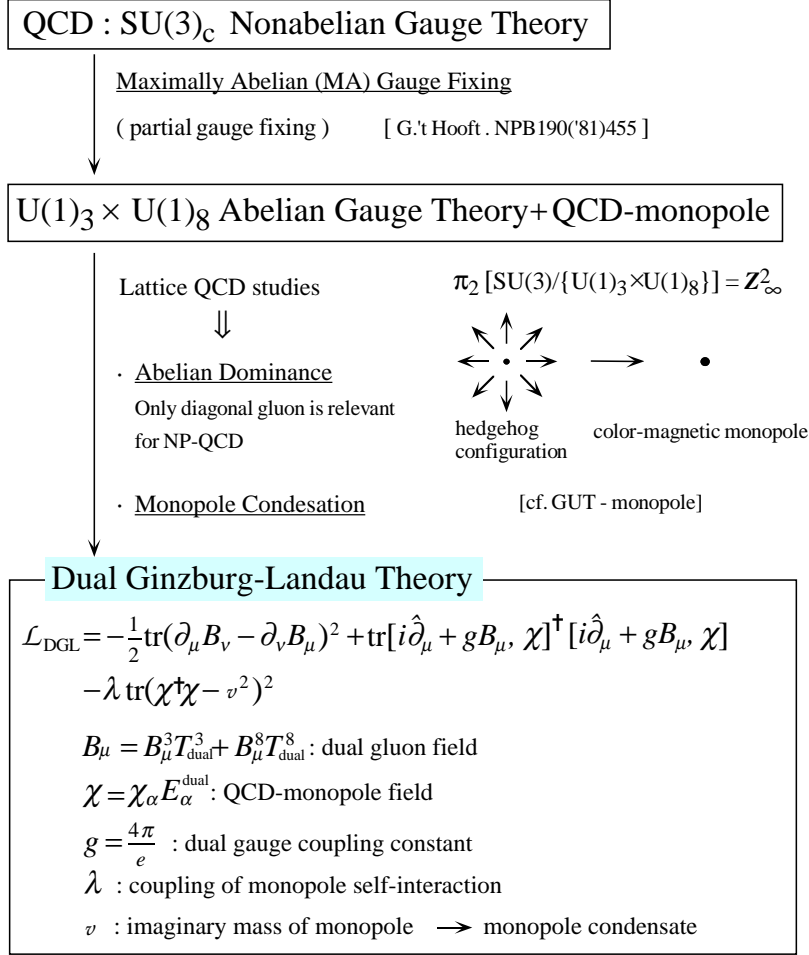 QCD : SU(3)c Nonabelian Gauge Theory
Maximally Abelian (MA) Gauge Fixing
( partial gauge fixing ) [ G.'t Hooft . NPB190('81)455 ]
U(1)3 × U(1)8 Abelian Gauge Theory+QCD-monopole
Lattice QCD studies
⇓
· Abelian Dominance
Only diagonal gluon is relevant
for NP-QCD
· Monopole Condesation
π2 [SU(3)/{U(1)3×U(1)8}] = Z²∞
hedgehog
configuration
color-magnetic monopole
[cf. GUT - monopole]
Dual Ginzburg-Landau Theory
ℒDGL = −1/2 tr(∂μBν − ∂νBμ)² + tr[i∂̂μ + gBμ, χ]† [i∂̂μ + gBμ, χ]
−λ tr(χ†χ − v²)²
Bμ = B³μT³dual + B⁸μT⁸dual : dual gluon field
χ = χαEαdual : QCD-monopole field
g = 4π/e : dual gauge coupling constant
λ : coupling of monopole self-interaction
v : imaginary mass of monopole → monopole condensate